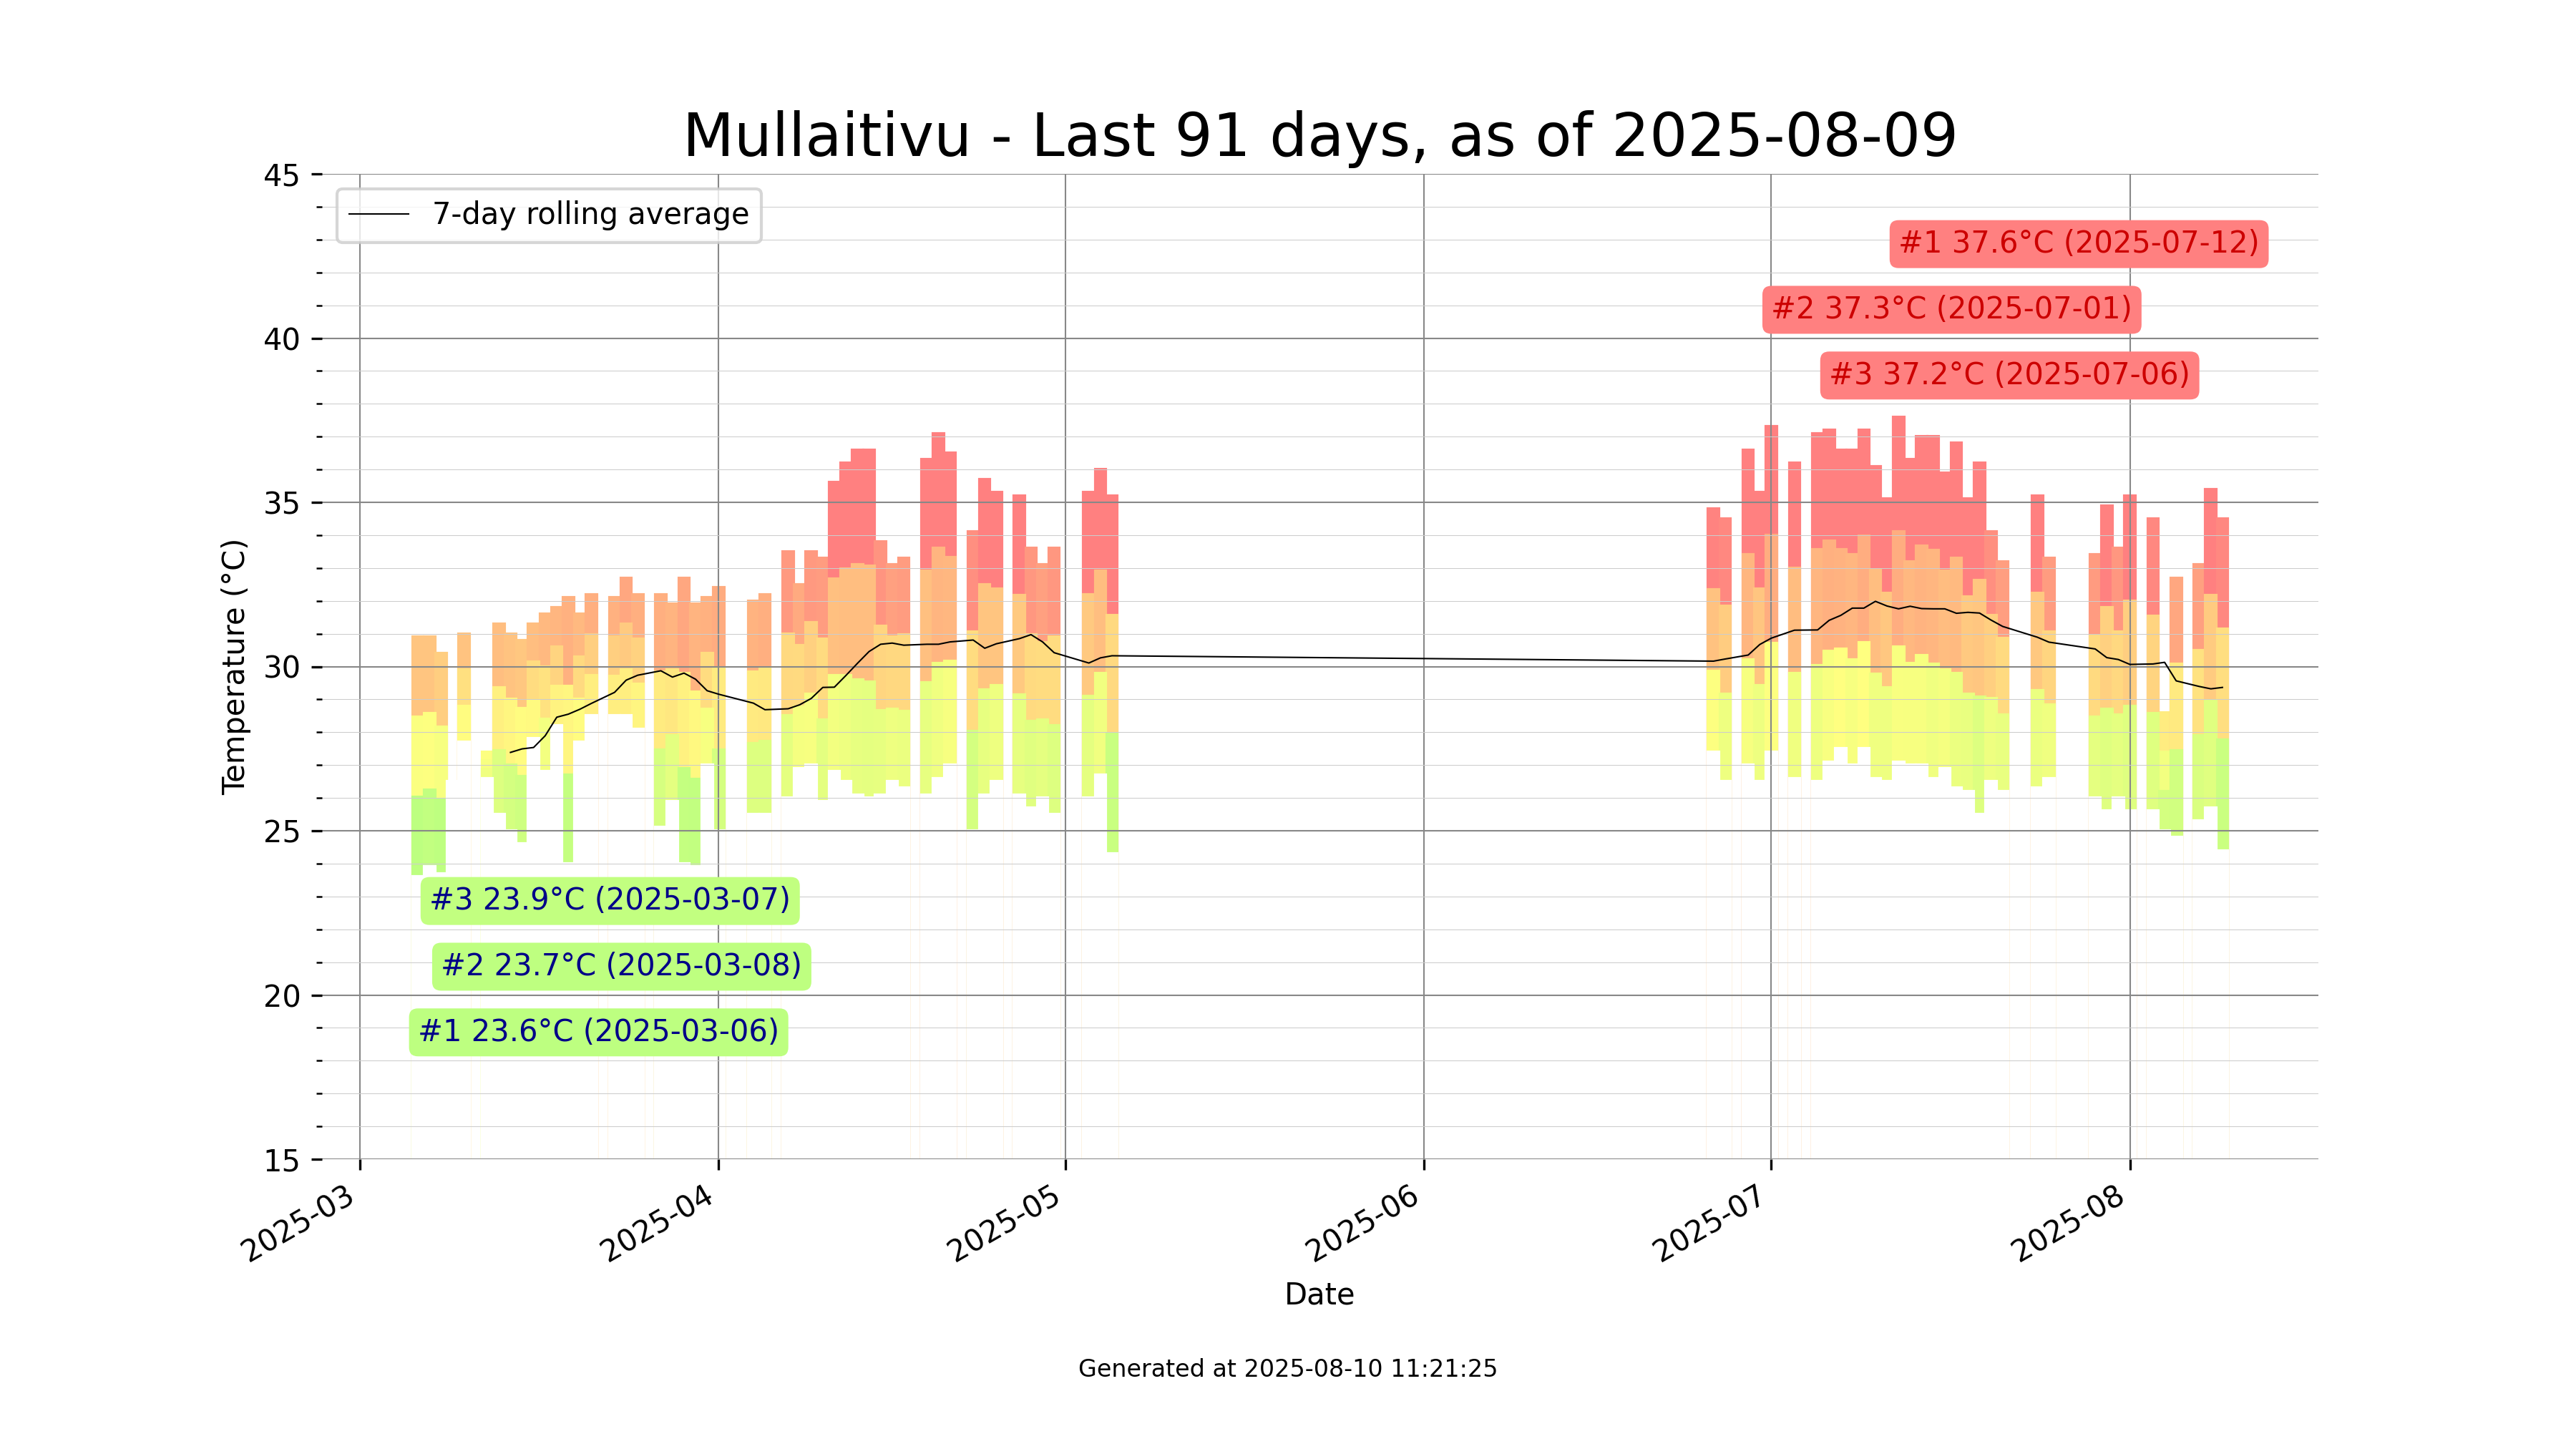 Mullaitivu - Last 91 days, as of 2025-08-09
7-day rolling average
#1 37.6°C (2025-07-12)
#2 37.3°C (2025-07-01)
#3 37.2°C (2025-07-06)
#3 23.9°C (2025-03-07)
#2 23.7°C (2025-03-08)
#1 23.6°C (2025-03-06)
Temperature (°C)
45
40
35
30
25
20
15
2025-03
2025-04
2025-05
2025-06
2025-07
2025-08
Date
Generated at 2025-08-10 11:21:25